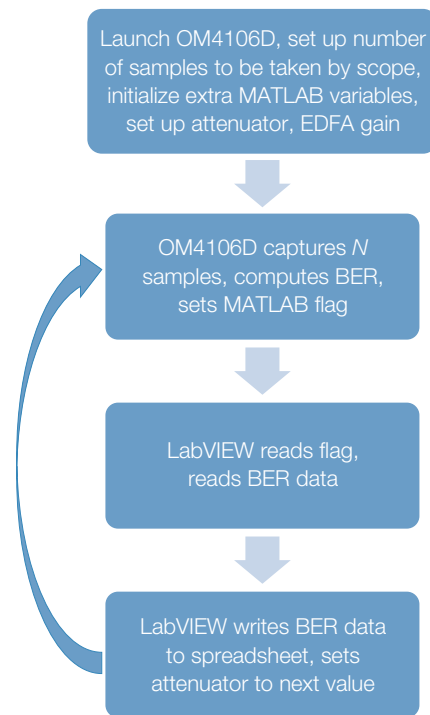 Launch OM4106D, set up number
of samples to be taken by scope,
initialize extra MATLAB variables,
set up attenuator, EDFA gain
OM4106D captures N
samples, computes BER,
sets MATLAB flag
LabVIEW reads flag,
reads BER data
LabVIEW writes BER data
to spreadsheet, sets
attenuator to next value